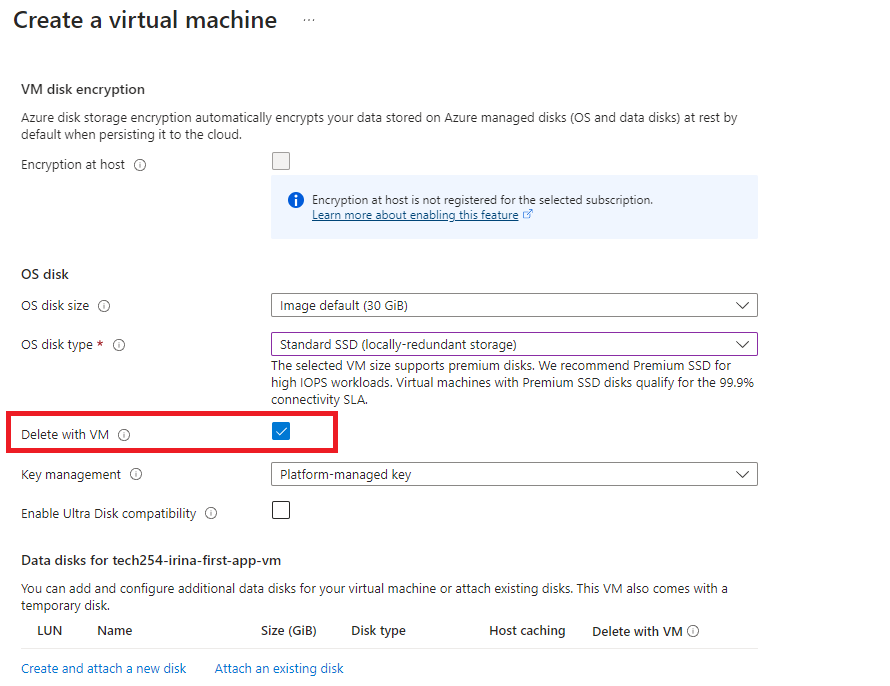 Create a virtual machine ...
VM disk encryption
Azure disk storage encryption automatically encrypts your data stored on Azure managed disks (OS and data disks) at rest by
default when persisting it to the cloud.
Encryption at host
Encryption at host is not registered for the selected subscription.
Learn more about enabling this feature
OS disk
OS disk size
Image default (30 GiB)
OS disk type *
Standard SSD (locally-redundant storage)
The selected VM size supports premium disks. We recommend Premium SSD for
high IOPS workloads. Virtual machines with Premium SSD disks qualify for the 99.9%
connectivity SLA.
Delete with VM
Key management
Platform-managed key
Enable Ultra Disk compatibility
Data disks for tech254-irina-first-app-vm
You can add and configure additional data disks for your virtual machine or attach existing disks. This VM also comes with a
temporary disk.
LUN Name Size (GiB) Disk type Host caching Delete with VM
Create and attach a new disk Attach an existing disk